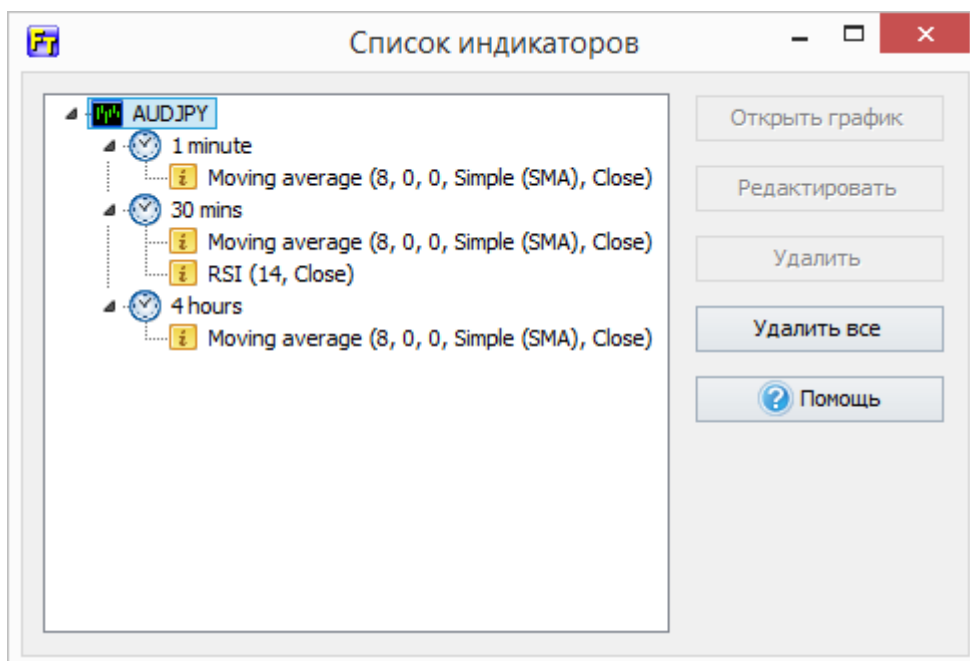 Список индикаторов
AUDJPY
1 minute
Moving average (8, 0, 0, Simple (SMA), Close)
30 mins
Moving average (8, 0, 0, Simple (SMA), Close)
RSI (14, Close)
4 hours
Moving average (8, 0, 0, Simple (SMA), Close)
Открыть график
Редактировать
Удалить
Удалить все
Помощь